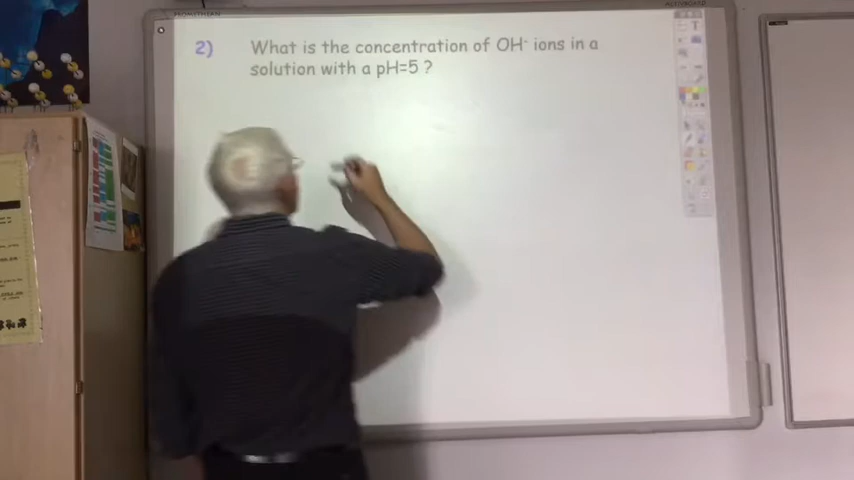 2) What is the concentration of OH⁻ ions in a
solution with a pH=5 ?